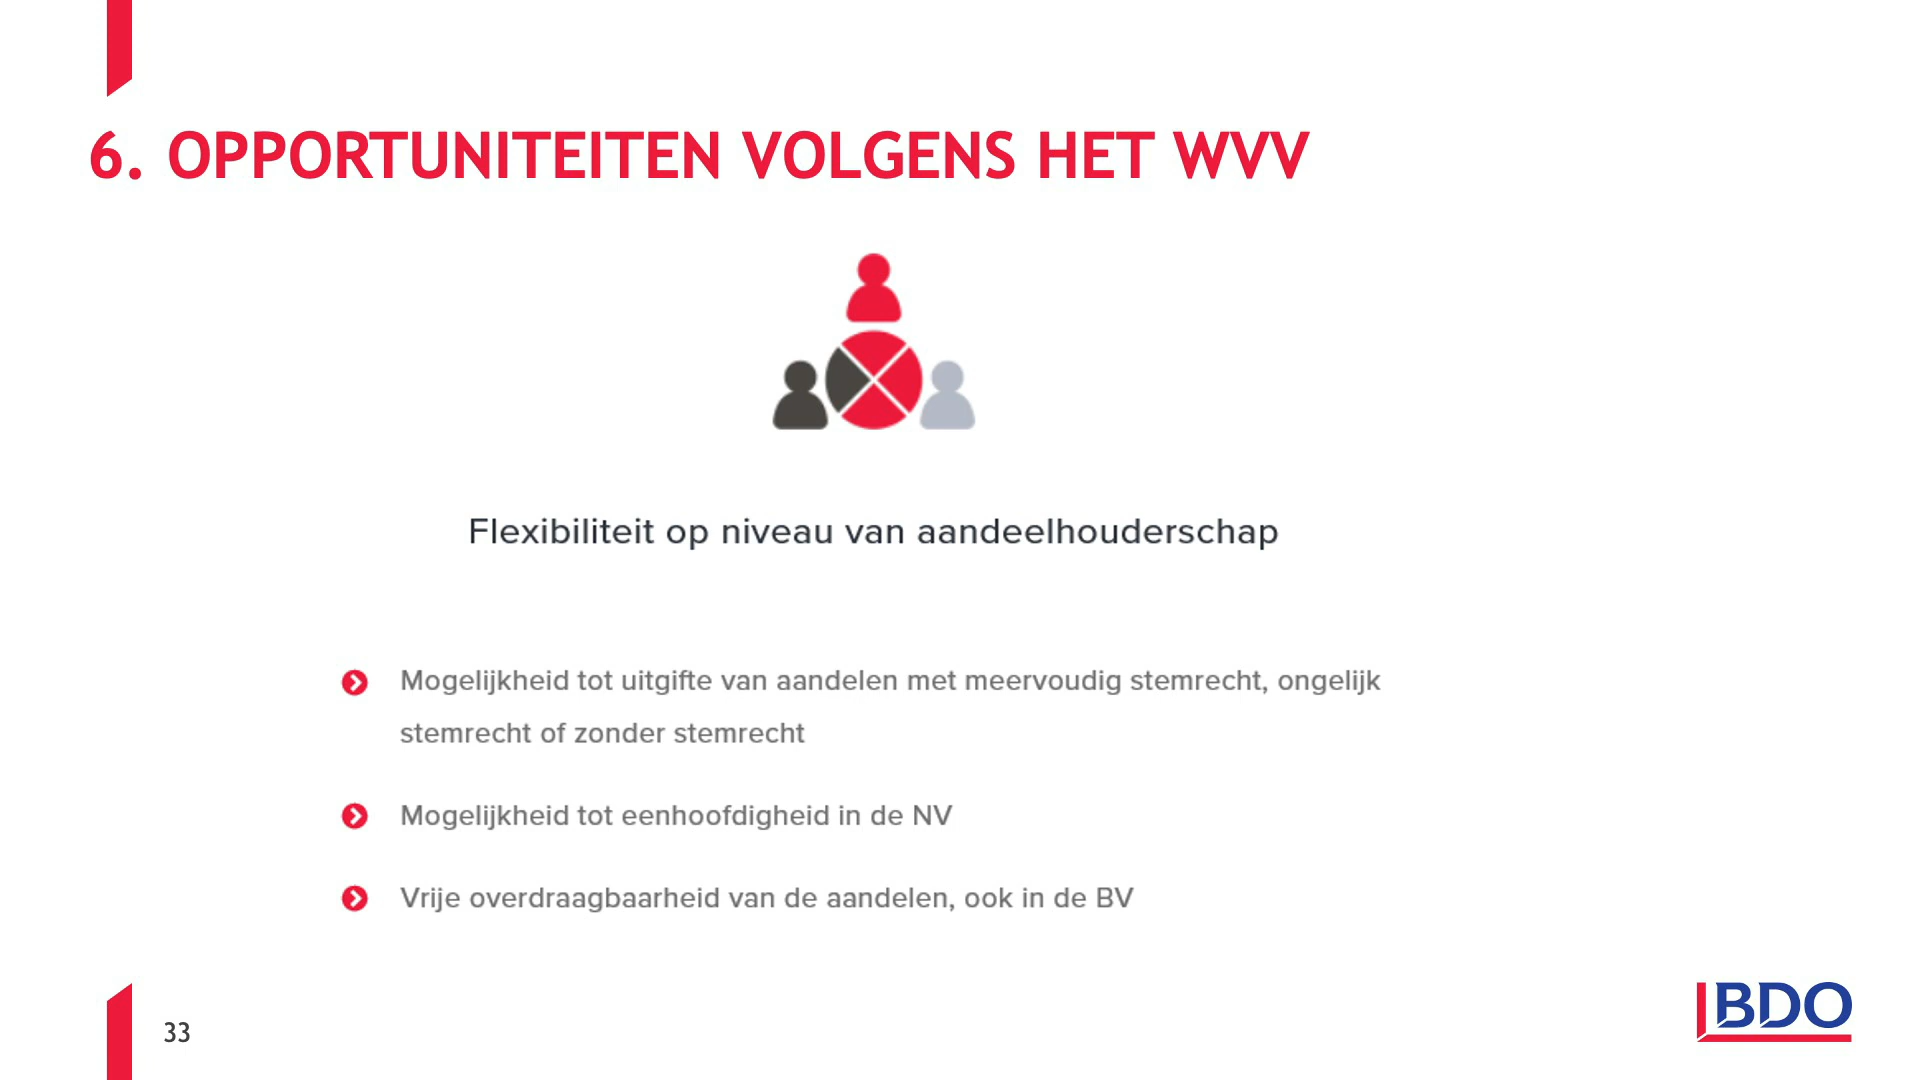 6. OPPORTUNITEITEN VOLGENS HET WVV
Flexibiliteit op niveau van aandeelhouderschap
Mogelijkheid tot uitgifte van aandelen met meervoudig stemrecht, ongelijk
stemrecht of zonder stemrecht
Mogelijkheid tot eenhoofdigheid in de NV
Vrije overdraagbaarheid van de aandelen, ook in de BV
33
BDO